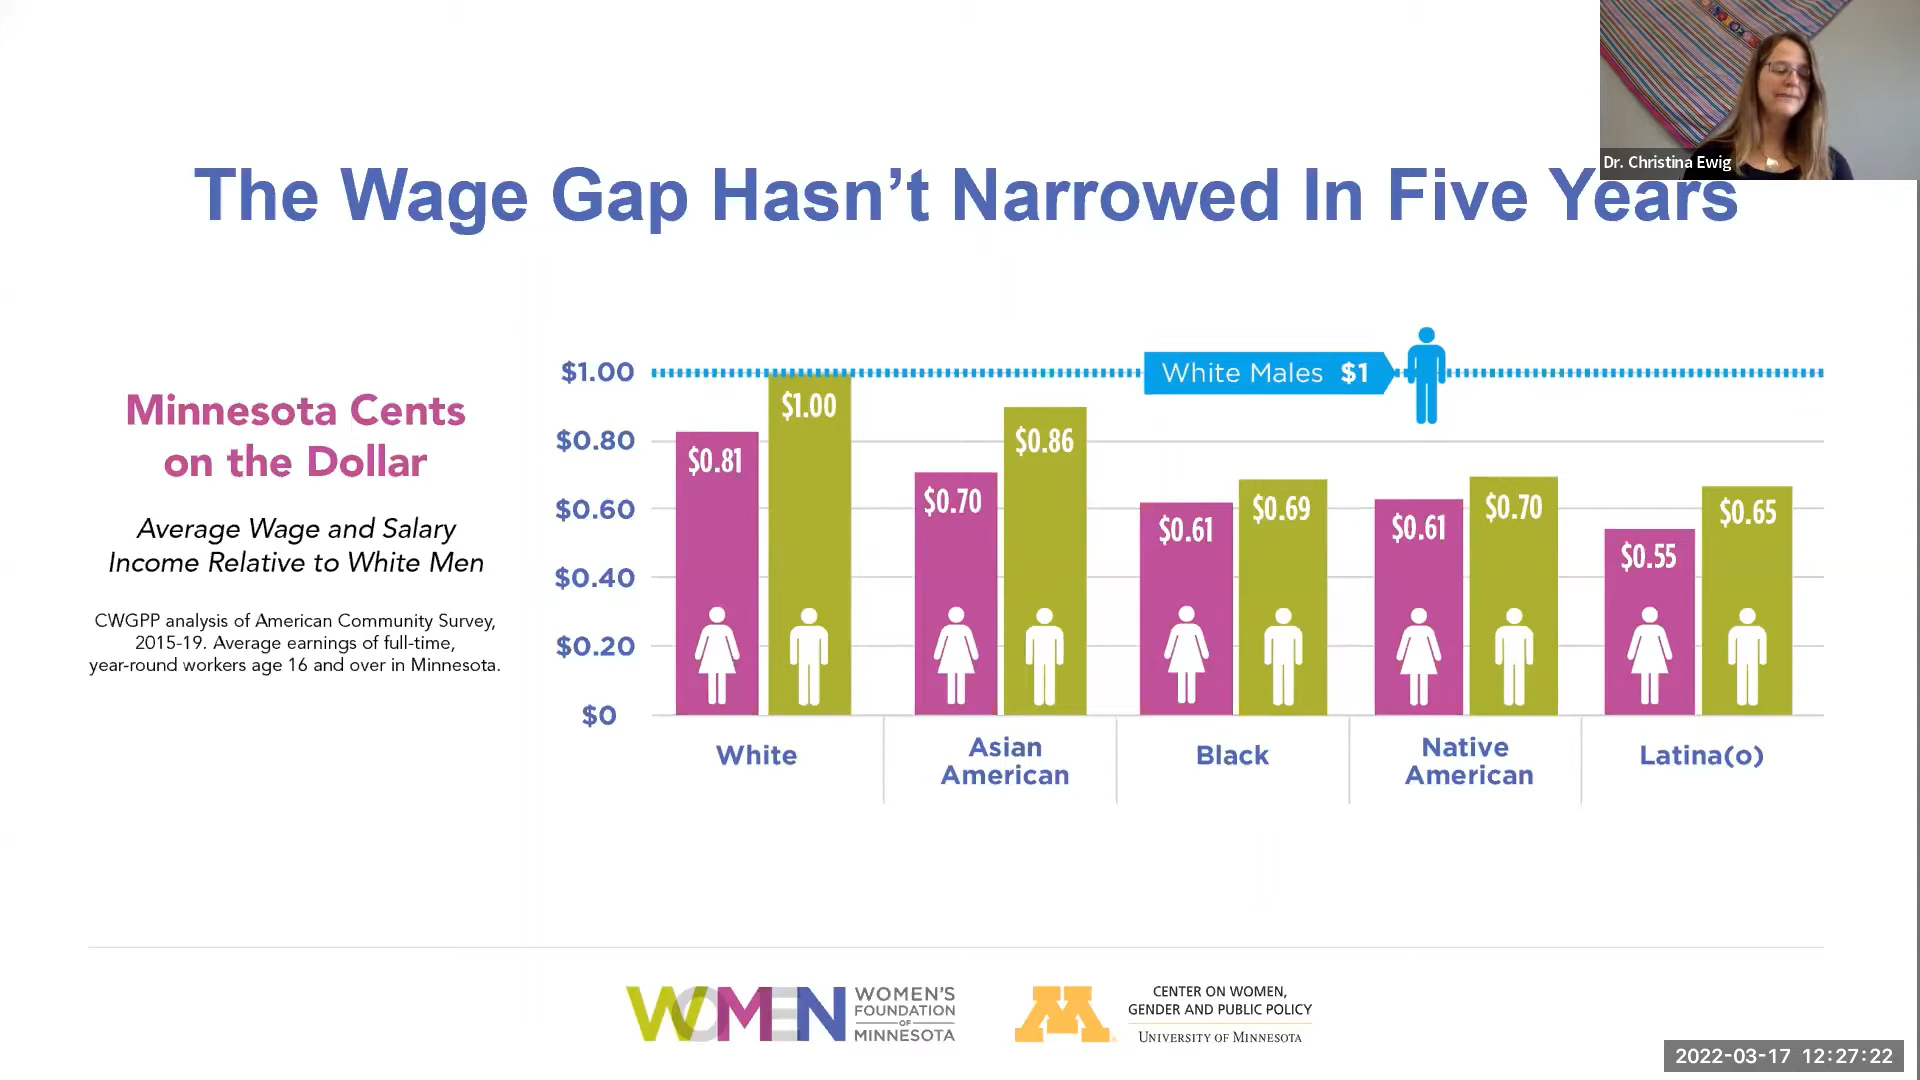 Dr. Christina Ewig
The Wage Gap Hasn’t Narrowed In Five Years
Minnesota Cents
on the Dollar
Average Wage and Salary
Income Relative to White Men
CWGPP analysis of American Community Survey,
2015-19. Average earnings of full-time,
year-round workers age 16 and over in Minnesota.
$1.00
$0.80
$0.60
$0.40
$0.20
$0
White Males $1
$0.81
$1.00
$0.70
$0.86
$0.61
$0.69
$0.61
$0.70
$0.55
$0.65
White
Asian
American
Black
Native
American
Latina(o)
WOMEN
WOMEN’S
FOUNDATION
OF
MINNESOTA
M
CENTER ON WOMEN,
GENDER AND PUBLIC POLICY
UNIVERSITY OF MINNESOTA
2022-03-17 12:27:22